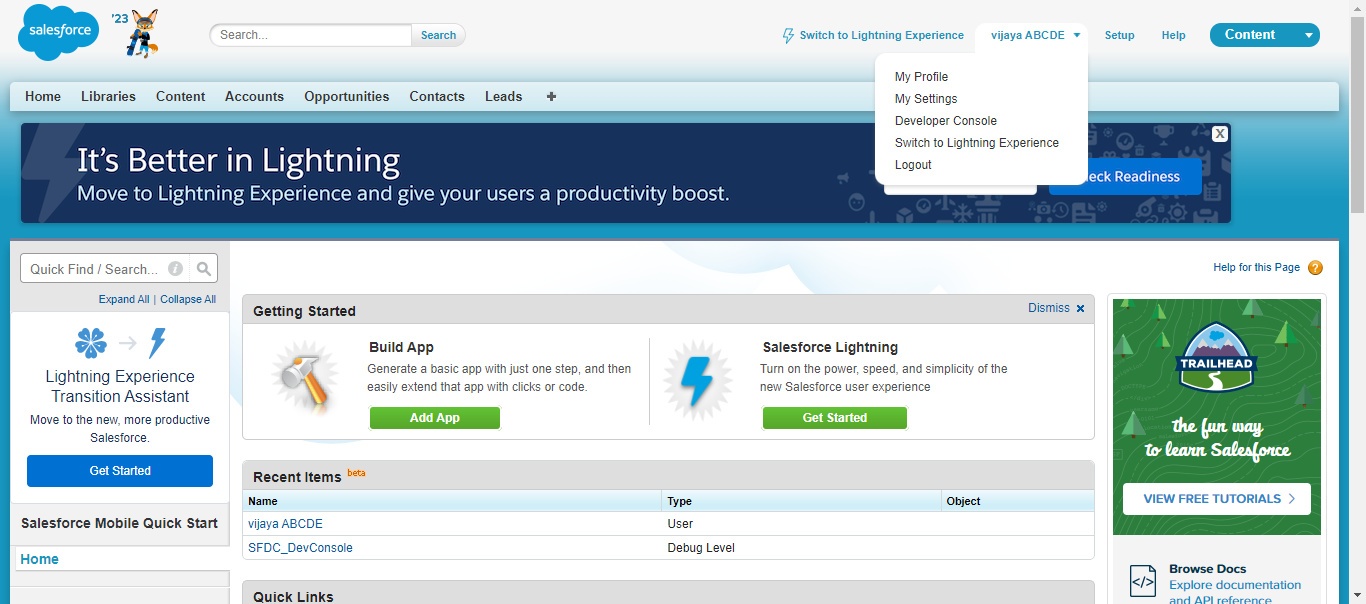 salesforce
'23
Search...
Search
Switch to Lightning Experience
vijaya ABCDE
Setup
Help
Content
My Profile
My Settings
Developer Console
Switch to Lightning Experience
Logout
Home Libraries Content Accounts Opportunities Contacts Leads +
It's Better in Lightning
Move to Lightning Experience and give your users a productivity boost.
eck Readiness
X
Quick Find / Search...
i
Expand All | Collapse All
Lightning Experience
Transition Assistant
Move to the new, more productive
Salesforce.
Get Started
Salesforce Mobile Quick Start
Home
Help for this Page ?
Getting Started
Dismiss x
Build App
Generate a basic app with just one step, and then
easily extend that app with clicks or code.
Add App
Salesforce Lightning
Turn on the power, speed, and simplicity of the
new Salesforce user experience
Get Started
Recent Items beta
Name Type Object
vijaya ABCDE User
SFDC_DevConsole Debug Level
Quick Links
TRAILHEAD
the fun way
to learn Salesforce
VIEW FREE TUTORIALS >
</>
Browse Docs
Explore documentation
and API reference